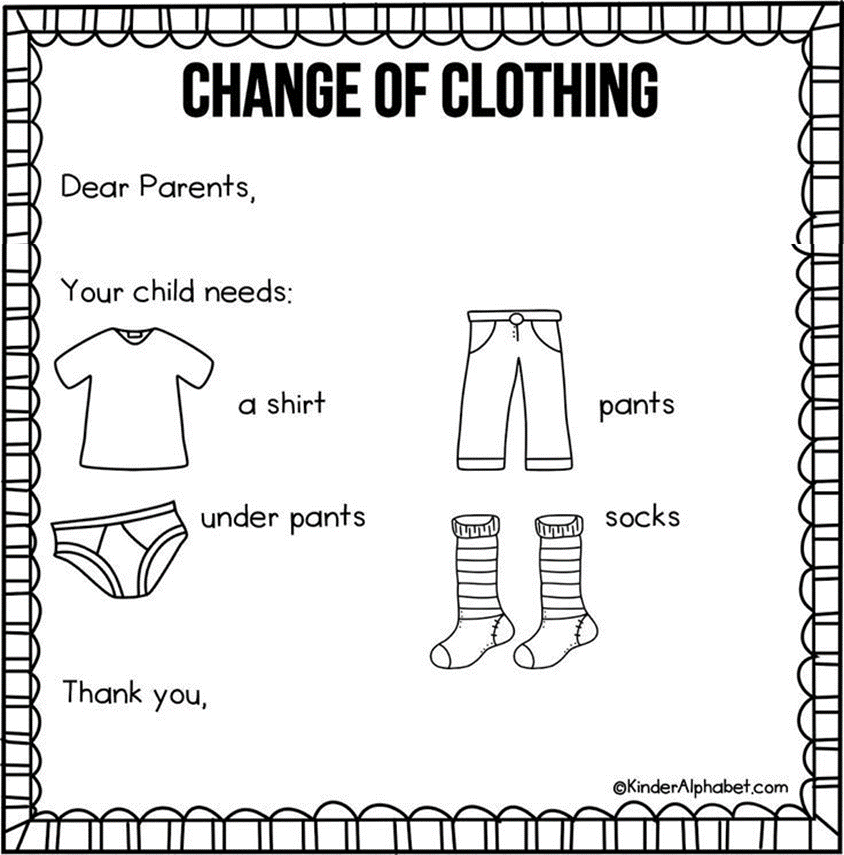 CHANGE OF CLOTHING
Dear Parents,
Your child needs:
a shirt
pants
under pants
socks
Thank you,
©KinderAlphabet.com